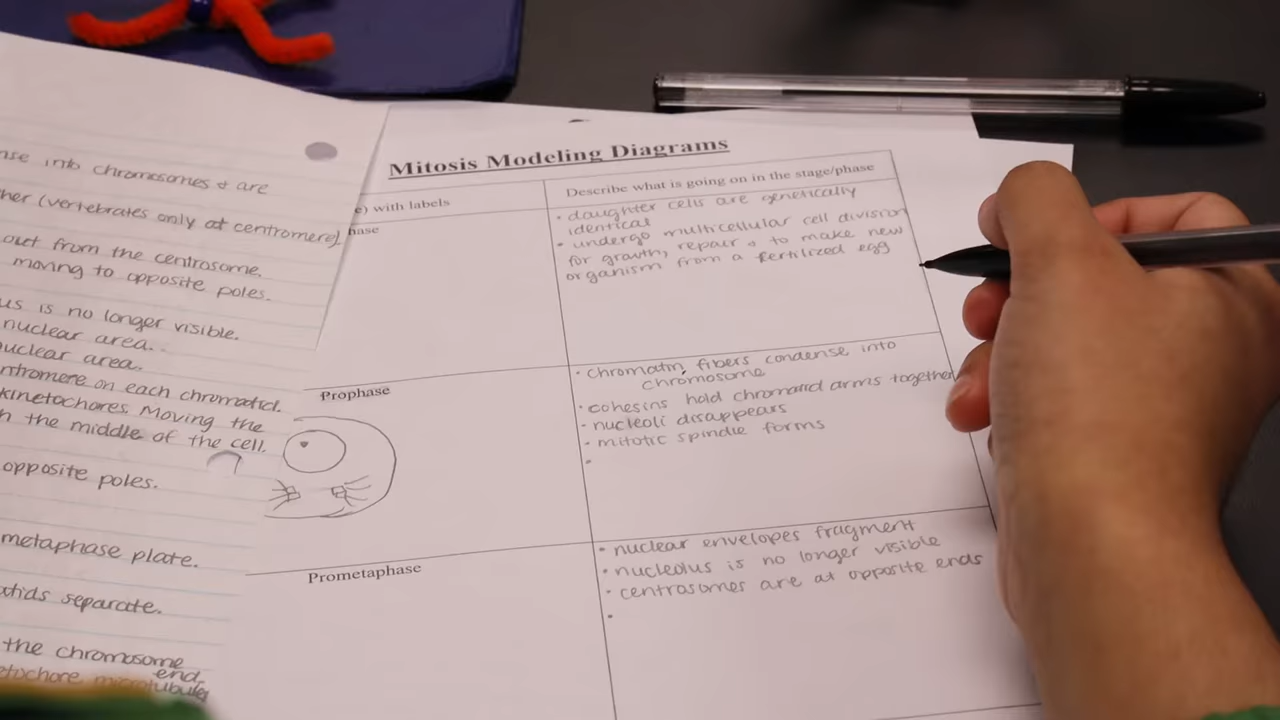 nse into chromosomes & are
her (vertebrates only at centromere).
out from the centrosome
moving to opposite poles.
us is no longer visible.
nuclear area.
nuclear area.
ntromere on each chromatid.
kinetochores moving the
h the middle of the cell.
opposite poles.
metaphase plate.
atids separate.
the chromosome
end.
etochore microtubules
Mitosis Modeling Diagrams
e) with labels
Describe what is going on in the stage/phase
hase
• daughter cells are genetically
identical
• undergo multicellular cell division
for growth, repair & to make new
organism from a fertilized egg
Prophase
• chromatin fibers condense into
chromosome
• cohesins hold chromatid arms together
• nucleoli disappears
• mitotic spindle forms
•
Prometaphase
• nuclear envelopes fragment
• nucleolus is no longer visible
• centrosomes are at opposite ends
•